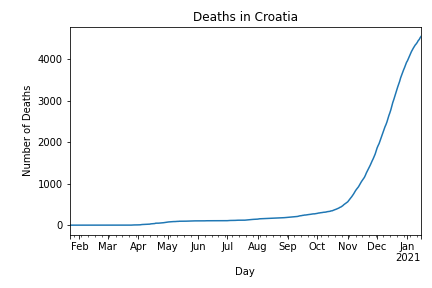 Deaths in Croatia
Number of Deaths
4000
3000
2000
1000
0
Feb Mar Apr May Jun Jul Aug Sep Oct Nov Dec Jan
2021
Day